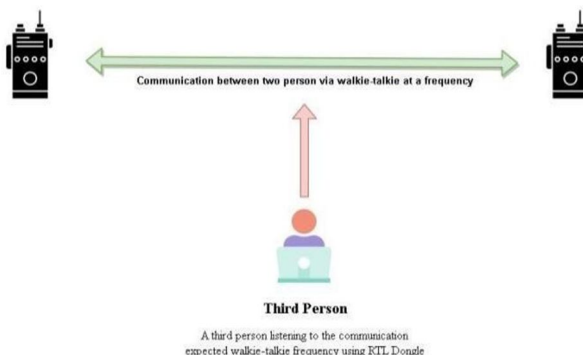 Communication between two person via walkie-talkie at a frequency
Third Person
A third person listening to the communication
expected walkie-talkie frequency using RTL Dongle